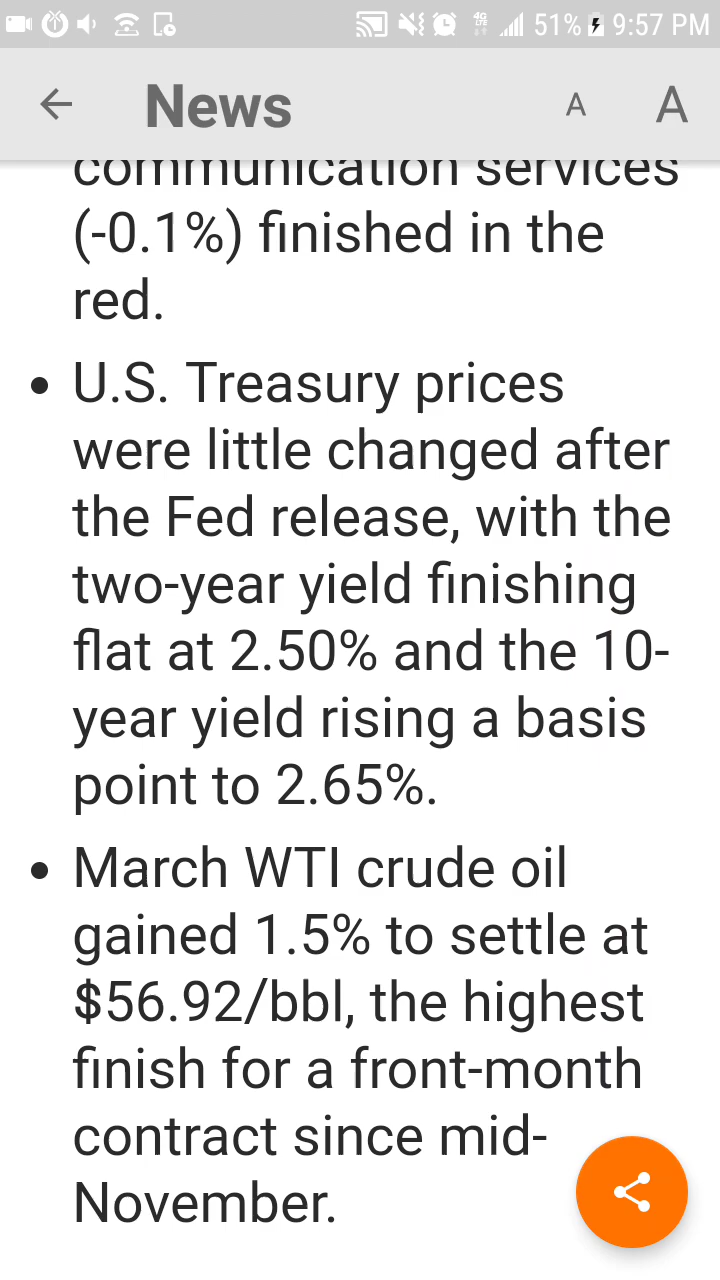 4G
LTE
51%
9:57 PM
News
A
A
communication services
(-0.1%) finished in the
red.
• U.S. Treasury prices
were little changed after
the Fed release, with the
two-year yield finishing
flat at 2.50% and the 10-
year yield rising a basis
point to 2.65%.
• March WTI crude oil
gained 1.5% to settle at
$56.92/bbl, the highest
finish for a front-month
contract since mid-
November.